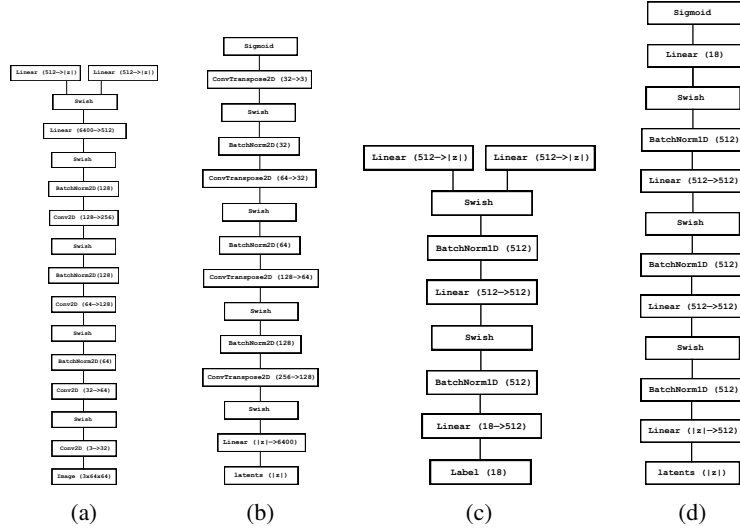 Linear (512->|z|) Linear (512->|z|)
Swish
Linear (6400->512)
Swish
BatchNorm2D(128)
Conv2D (128->256)
Swish
BatchNorm2D(128)
Conv2D (64->128)
Swish
BatchNorm2D(64)
Conv2D (32->64)
Swish
Conv2D (3->32)
Image (3x64x64)
(a)
Sigmoid
ConvTranspose2D (32->3)
Swish
BatchNorm2D(32)
ConvTranspose2D (64->32)
Swish
BatchNorm2D(64)
ConvTranspose2D (128->64)
Swish
BatchNorm2D(128)
ConvTranspose2D (256->128)
Swish
Linear (|z|->6400)
latents (|z|)
(b)
Linear (512->|z|) Linear (512->|z|)
Swish
BatchNorm1D (512)
Linear (512->512)
Swish
BatchNorm1D (512)
Linear (18->512)
Label (18)
(c)
Sigmoid
Linear (18)
Swish
BatchNorm1D (512)
Linear (512->512)
Swish
BatchNorm1D (512)
Linear (512->512)
Swish
BatchNorm1D (512)
Linear (|z|->512)
latents (|z|)
(d)